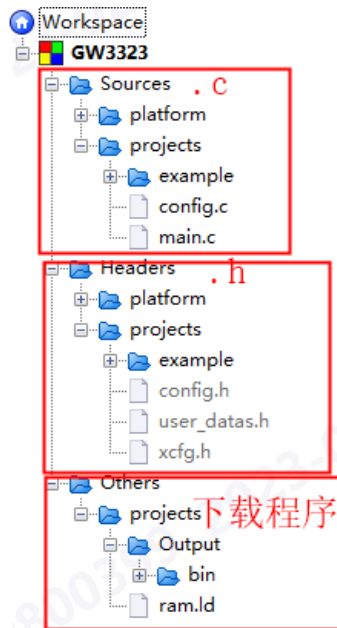 Workspace
GW3323
Sources .c
platform
projects
example
config.c
main.c
Headers .h
platform
projects
example
config.h
user_datas.h
xcfg.h
Others
projects 下载程序
Output
bin
ram.ld